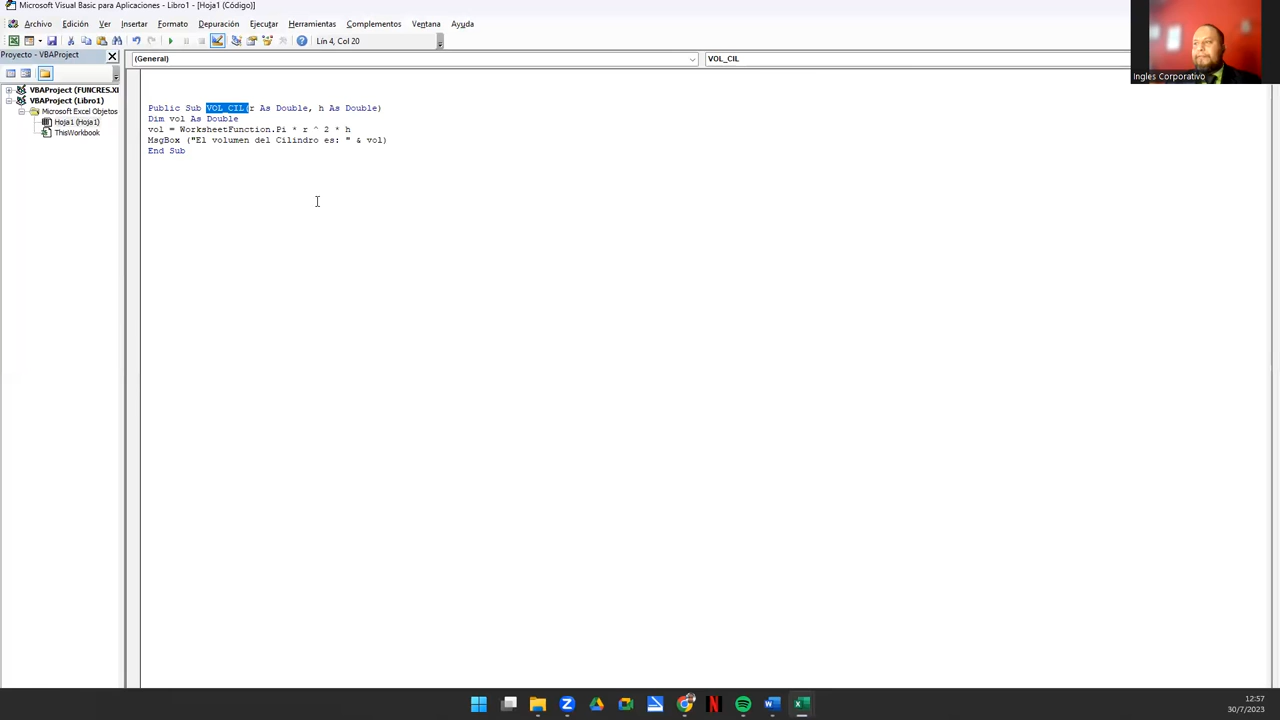 Microsoft Visual Basic para Aplicaciones - Libro1 - [Hoja1 (Código)]
Archivo Edición Ver Insertar Formato Depuración Ejecutar Herramientas Complementos Ventana Ayuda
Lín 4, Col 20
Proyecto - VBAProject
(General)
VOL_CIL
Ingles Corporativo
VBAProject (FUNCRES.XL
VBAProject (Libro1)
Microsoft Excel Objetos
Hoja1 (Hoja1)
ThisWorkbook
Public Sub VOL_CIL(r As Double, h As Double)
Dim vol As Double
vol = WorksheetFunction.Pi * r ^ 2 * h
MsgBox ("El volumen del Cilindro es: " & vol)
End Sub
12:57
30/7/2023